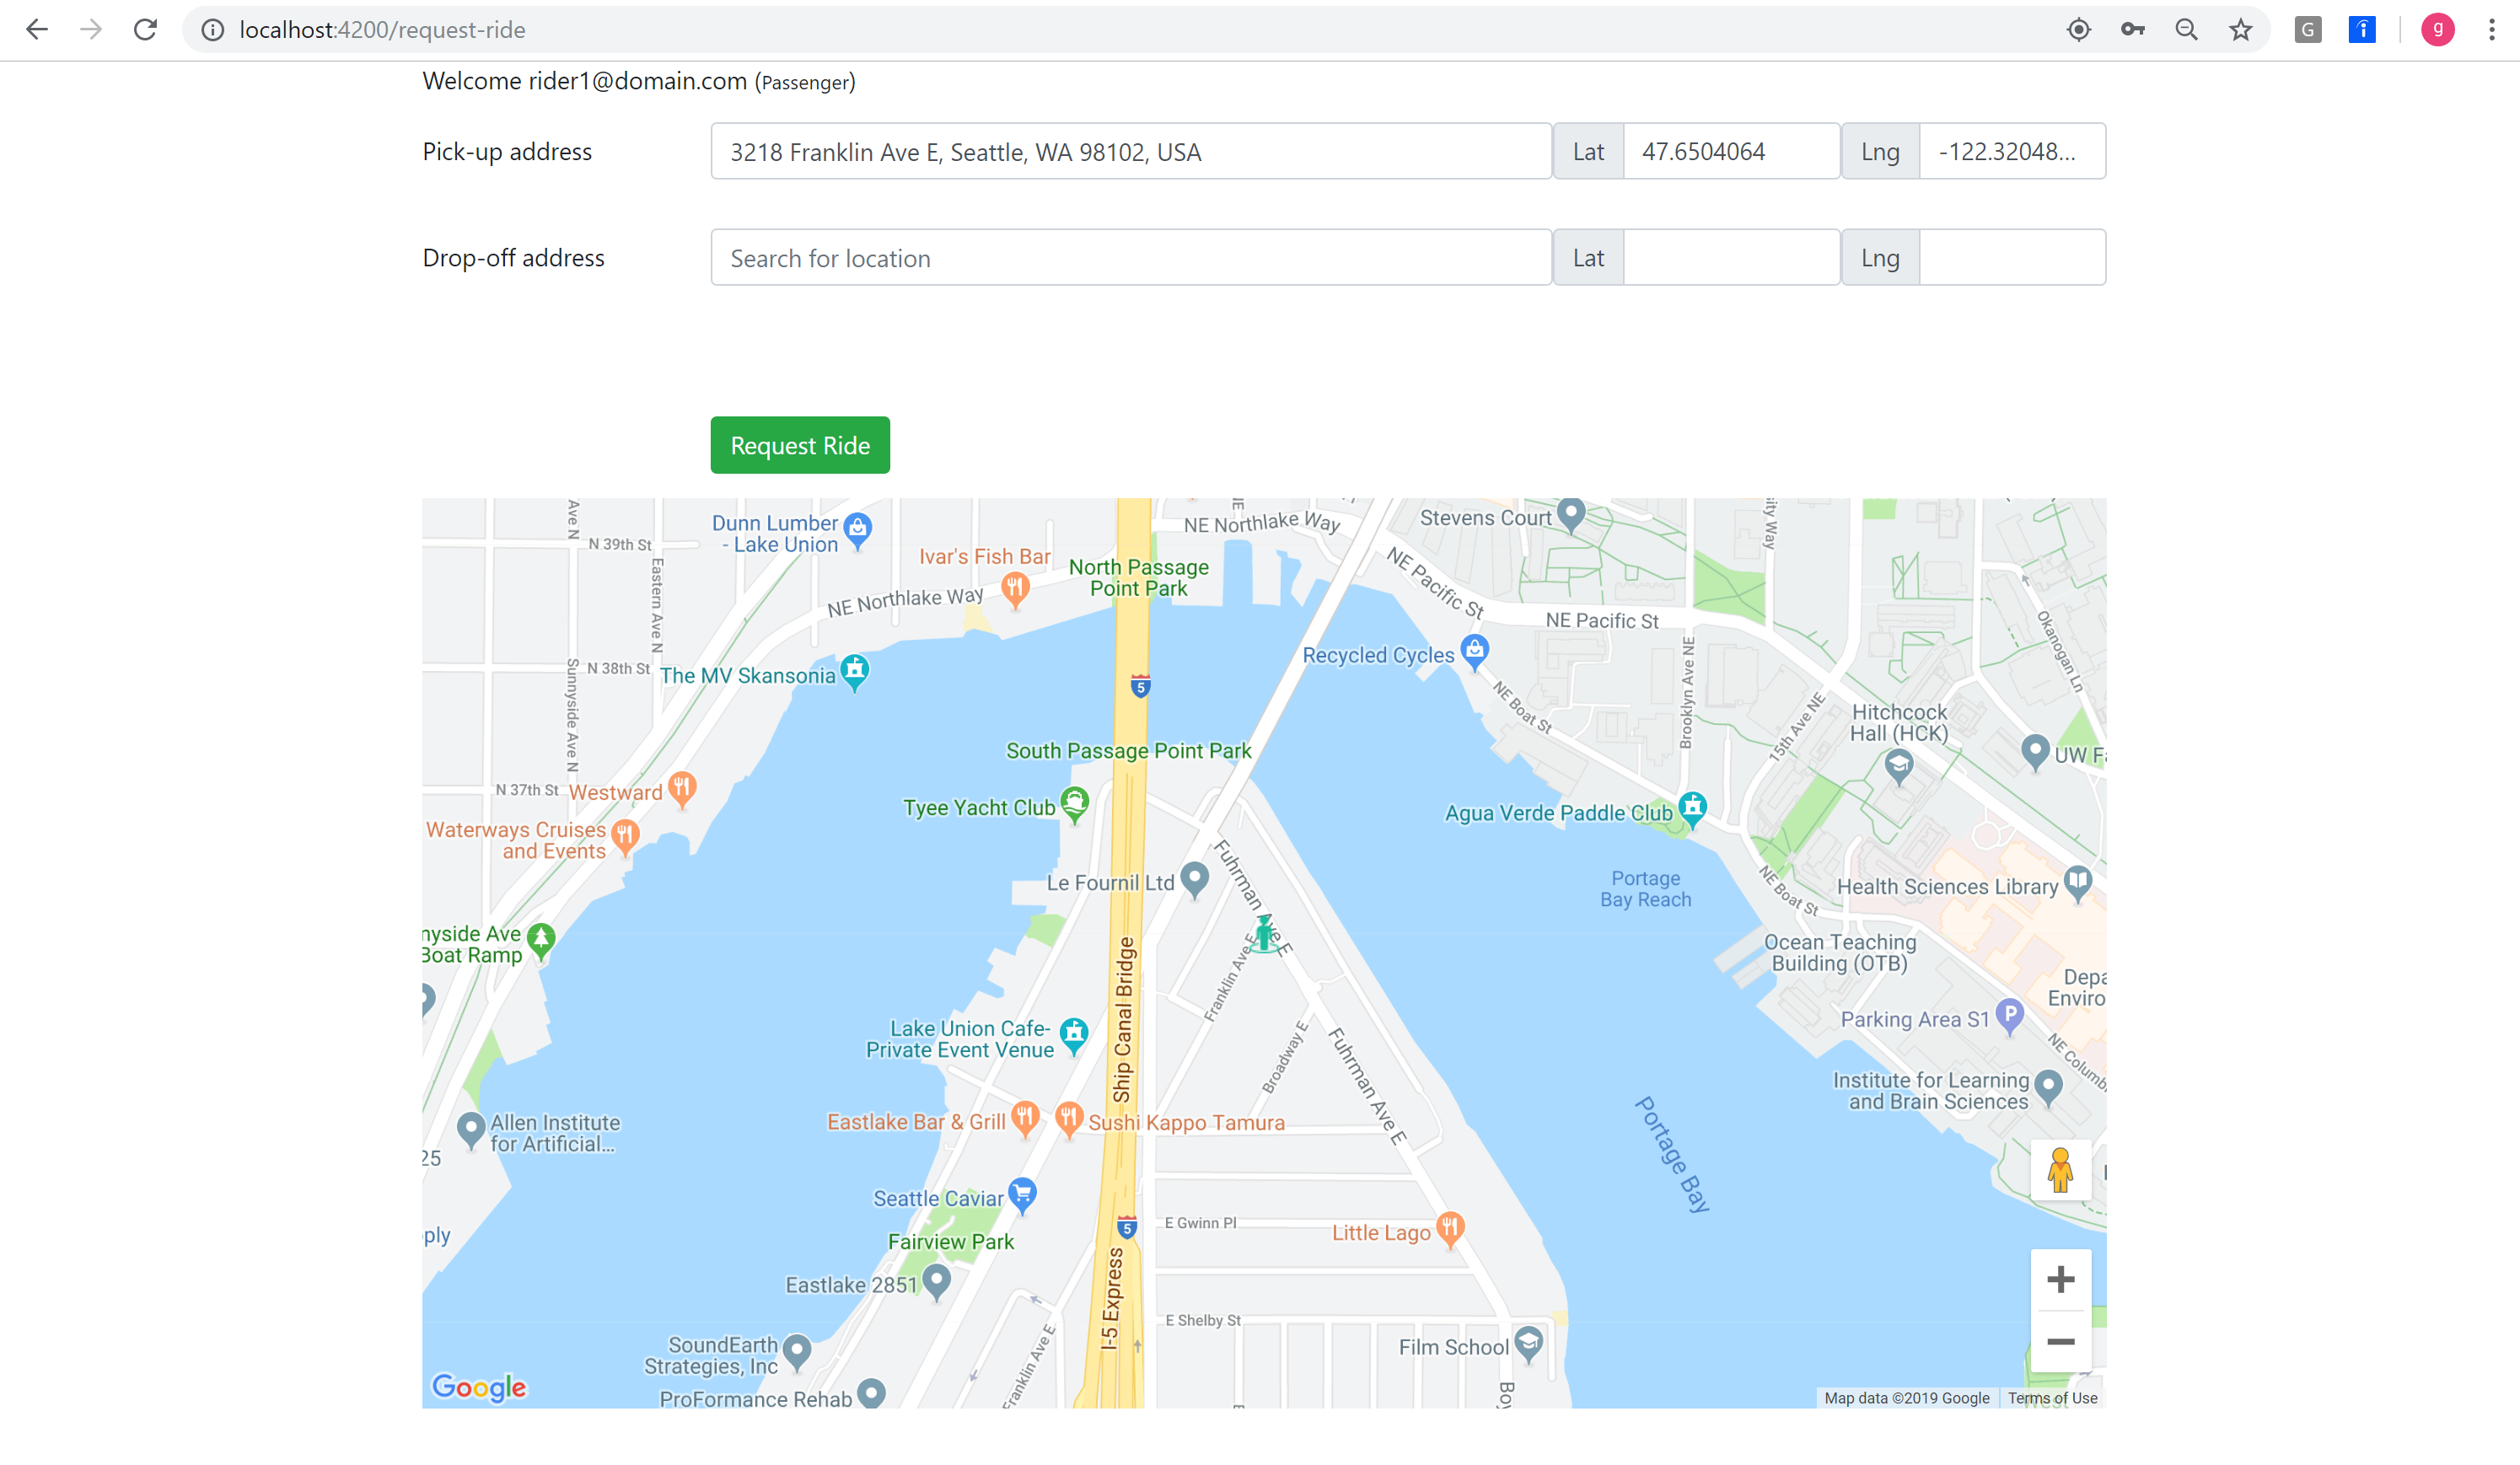 localhost:4200/request-ride
G
g
Welcome rider1@domain.com (Passenger)
Pick-up address
3218 Franklin Ave E, Seattle, WA 98102, USA
Lat
47.6504064
Lng
-122.32048...
Drop-off address
Search for location
Lat
Lng
Request Ride
Ave N
N 39th St
Eastern Ave N
Dunn Lumber
- Lake Union
Ivar's Fish Bar
North Passage
Point Park
NE Northlake Way
NE Northlake Way
Stevens Court
sity Way
NE Pacific St
NE Pacific St
Okanogan Ln
N 38th St
Sunnyside Ave N
The MV Skansonia
5
Recycled Cycles
NE Boat St
Brooklyn Ave NE
15th Ave NE
Hitchcock
Hall (HCK)
UW Fa
South Passage Point Park
N 37th St
Westward
Tyee Yacht Club
Waterways Cruises
and Events
Agua Verde Paddle Club
Fuhrman Ave E
Le Fournil Ltd
Portage
Bay Reach
NE Boat St
Health Sciences Library
nyside Ave
Boat Ramp
Franklin Ave E
Ship Canal Bridge
Ocean Teaching
Building (OTB)
Depa
Enviro
Parking Area S1
P
Lake Union Cafe-
Private Event Venue
Broadway E
Fuhrman Ave E
NE Columb
Institute for Learning
and Brain Sciences
Allen Institute
for Artificial...
25
Eastlake Bar & Grill
Sushi Kappo Tamura
Portage Bay
Seattle Caviar
E Gwinn Pl
5
Little Lago
ply
Fairview Park
Eastlake 2851
I-5 Express
E Shelby St
Franklin Ave E
SoundEarth
Strategies, Inc
Film School
ProFormance Rehab
Boy
Google
Map data ©2019 Google
Terms of Use
West